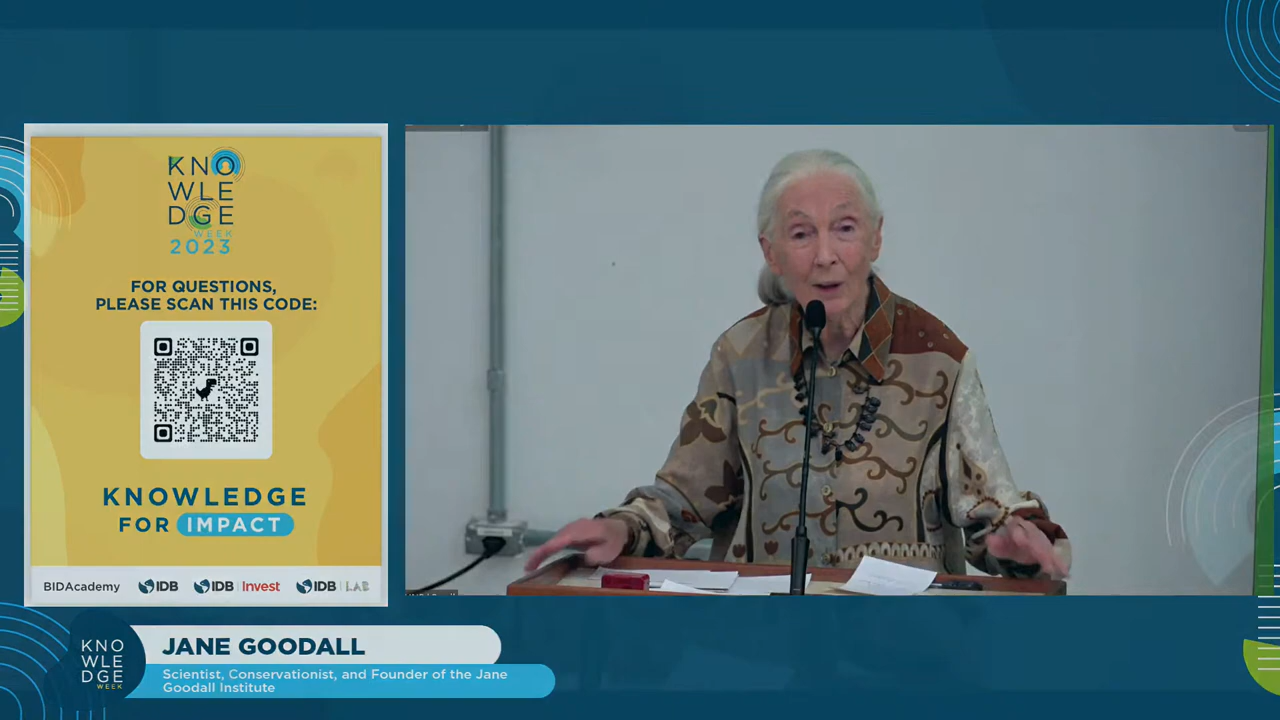 KNO
WLE
DGE
WEEK
2023
FOR QUESTIONS,
PLEASE SCAN THIS CODE:
KNOWLEDGE
FOR IMPACT
BIDAcademy IDB IDB Invest IDB LAB
KNO
WLE
DGE
WEEK
JANE GOODALL
Scientist, Conservationist, and Founder of the Jane
Goodall Institute